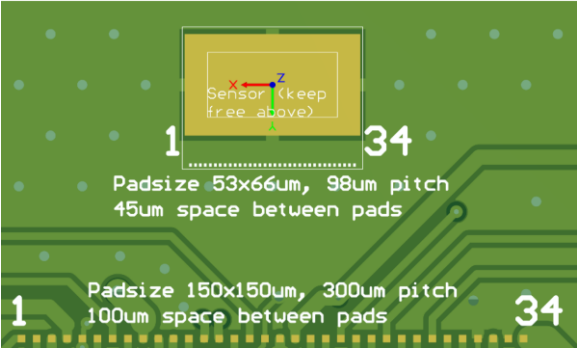 X Z
Sensor (keep
free above)
Y
1 34
Padsize 53x66um, 98um pitch
45um space between pads
Padsize 150x150um, 300um pitch
1 34
100um space between pads